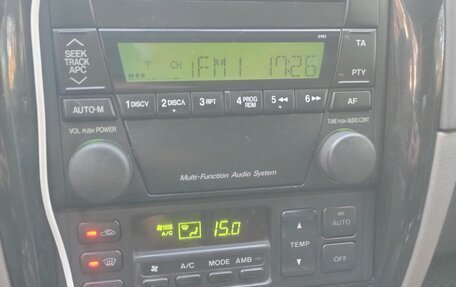 SEEK
TRACK
APC
CH 1FM1 17:26
TA
PTY
AUTO-M
1 DISC∨
2 DISC∧
3 RPT
4 PROG RDM
5 ◀◀
6 ▶▶
AF
VOL PUSH POWER
TUNE PUSH AUDIO CONT
Multi-Function Audio System
A/C
15.0
TEMP
AUTO
OFF
A/C
MODE
AMB